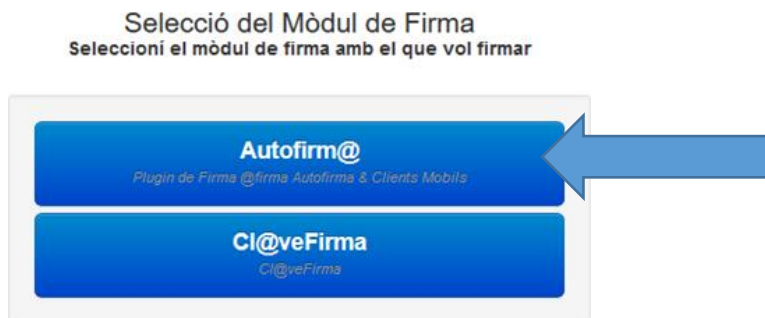 Selecció del Mòdul de Firma
Seleccioní el mòdul de firma amb el que vol firmar
Autofirm@
Plugin de Firma @firma Autofirma & Clients Mobils
Cl@veFirma
Cl@veFirma